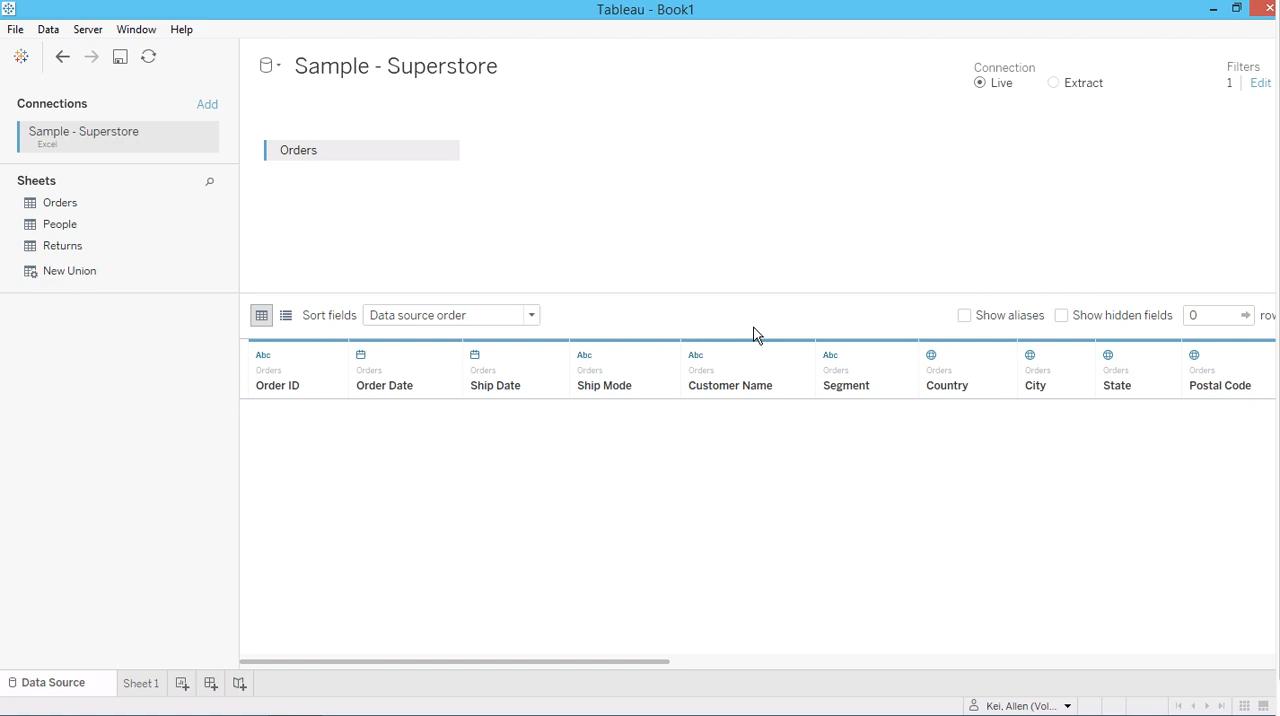 Tableau - Book1
File Data Server Window Help
Connections Add
Sample - Superstore
Excel
Sheets
Orders
People
Returns
New Union
Sample - Superstore
Connection
Live Extract
Filters
1 Edit
Orders
Sort fields Data source order
Show aliases Show hidden fields 0
Abc Abc Abc Abc
Orders Orders Orders Orders Orders Orders Orders Orders Orders Orders
Order ID Order Date Ship Date Ship Mode Customer Name Segment Country City State Postal Code
Data Source Sheet 1
Kei, Allen (Vol...